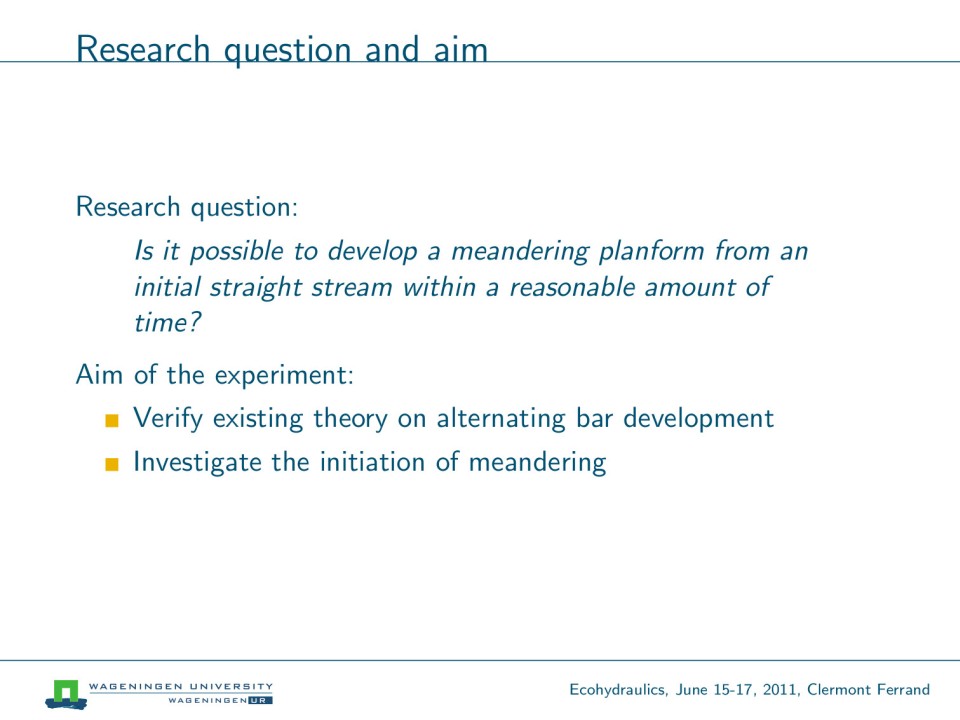 Research question and aim
Research question:
Is it possible to develop a meandering planform from an
initial straight stream within a reasonable amount of
time?
Aim of the experiment:
Verify existing theory on alternating bar development
Investigate the initiation of meandering
WAGENINGEN UNIVERSITY
WAGENINGEN UR
Ecohydraulics, June 15-17, 2011, Clermont Ferrand